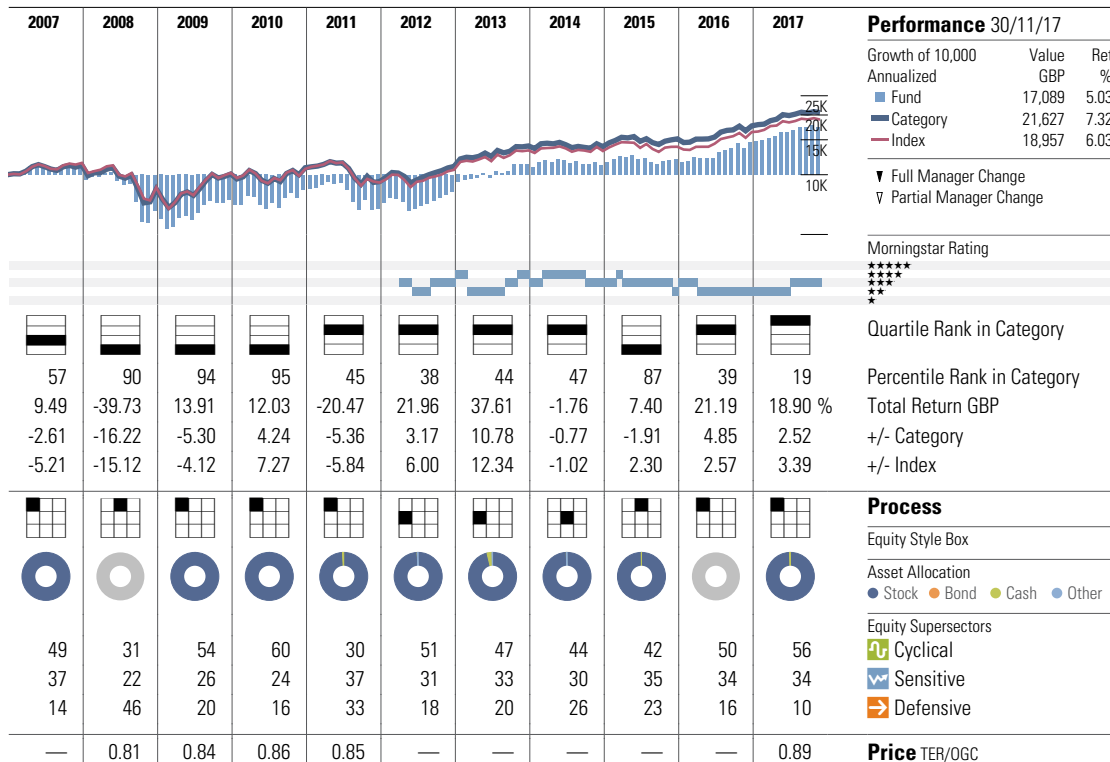 2007 2008 2009 2010 2011 2012 2013 2014 2015 2016 2017
Performance 30/11/17
Growth of 10,000 Value Ret
Annualized GBP %
Fund 17,089 5.03
Category 21,627 7.32
Index 18,957 6.03
25K
20K
15K
10K
Full Manager Change
Partial Manager Change
Morningstar Rating
★★★★★
★★★★
★★★
★★
★
Quartile Rank in Category
57 90 94 95 45 38 44 47 87 39 19 Percentile Rank in Category
9.49 -39.73 13.91 12.03 -20.47 21.96 37.61 -1.76 7.40 21.19 18.90 % Total Return GBP
-2.61 -16.22 -5.30 4.24 -5.36 3.17 10.78 -0.77 -1.91 4.85 2.52 +/- Category
-5.21 -15.12 -4.12 7.27 -5.84 6.00 12.34 -1.02 2.30 2.57 3.39 +/- Index
Process
Equity Style Box
Asset Allocation
Stock Bond Cash Other
Equity Supersectors
49 31 54 60 30 51 47 44 42 50 56 Cyclical
37 22 26 24 37 31 33 30 35 34 34 Sensitive
14 46 20 16 33 18 20 26 23 16 10 Defensive
— 0.81 0.84 0.86 0.85 — — — — — 0.89 Price TER/OGC